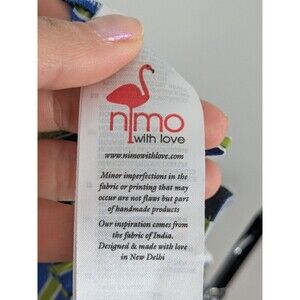 nimo
with love
www.nimowithlove.com
Minor imperfections in the
fabric or printing that may
occur are not flaws but part
of handmade products
Our inspiration comes from
the fabric of India.
Designed & made with love
in New Delhi